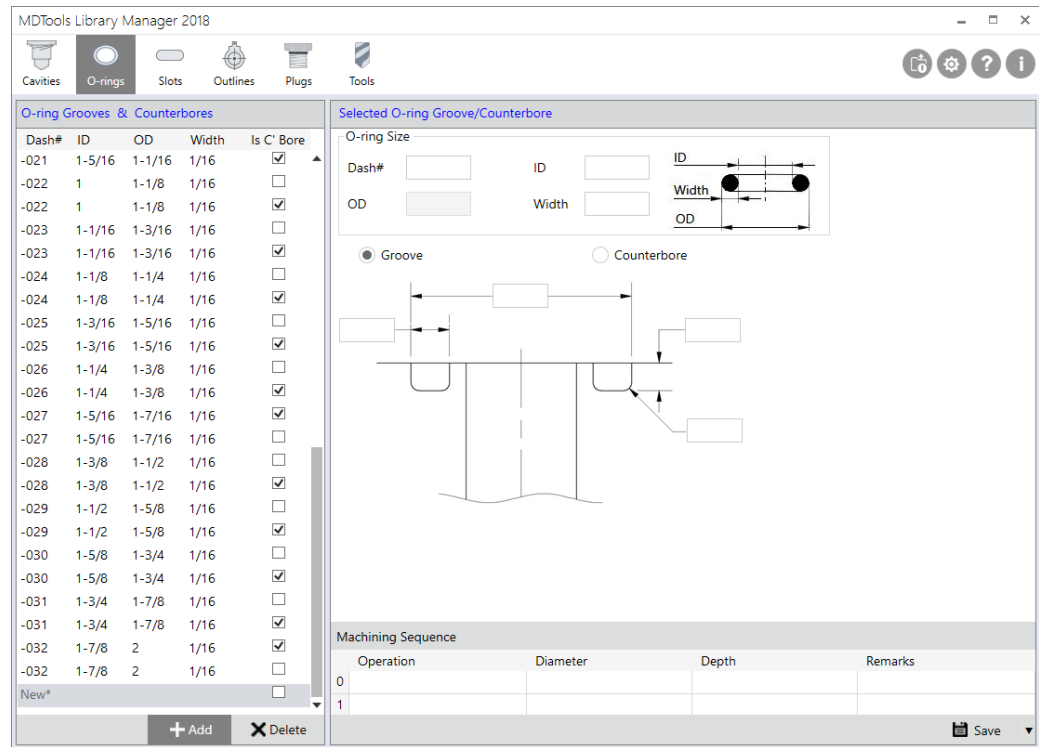 MDTools Library Manager 2018
Cavities O-rings Slots Outlines Plugs Tools
O-ring Grooves & Counterbores
Dash# ID OD Width Is C' Bore
-021 1-5/16 1-1/16 1/16
-022 1 1-1/8 1/16
-022 1 1-1/8 1/16
-023 1-1/16 1-3/16 1/16
-023 1-1/16 1-3/16 1/16
-024 1-1/8 1-1/4 1/16
-024 1-1/8 1-1/4 1/16
-025 1-3/16 1-5/16 1/16
-025 1-3/16 1-5/16 1/16
-026 1-1/4 1-3/8 1/16
-026 1-1/4 1-3/8 1/16
-027 1-5/16 1-7/16 1/16
-027 1-5/16 1-7/16 1/16
-028 1-3/8 1-1/2 1/16
-028 1-3/8 1-1/2 1/16
-029 1-1/2 1-5/8 1/16
-029 1-1/2 1-5/8 1/16
-030 1-5/8 1-3/4 1/16
-030 1-5/8 1-3/4 1/16
-031 1-3/4 1-7/8 1/16
-031 1-3/4 1-7/8 1/16
-032 1-7/8 2 1/16
-032 1-7/8 2 1/16
New*
Add Delete
Selected O-ring Groove/Counterbore
O-ring Size
Dash# ID
OD Width
ID
Width
OD
Groove Counterbore
Machining Sequence
Operation Diameter Depth Remarks
0
1
Save